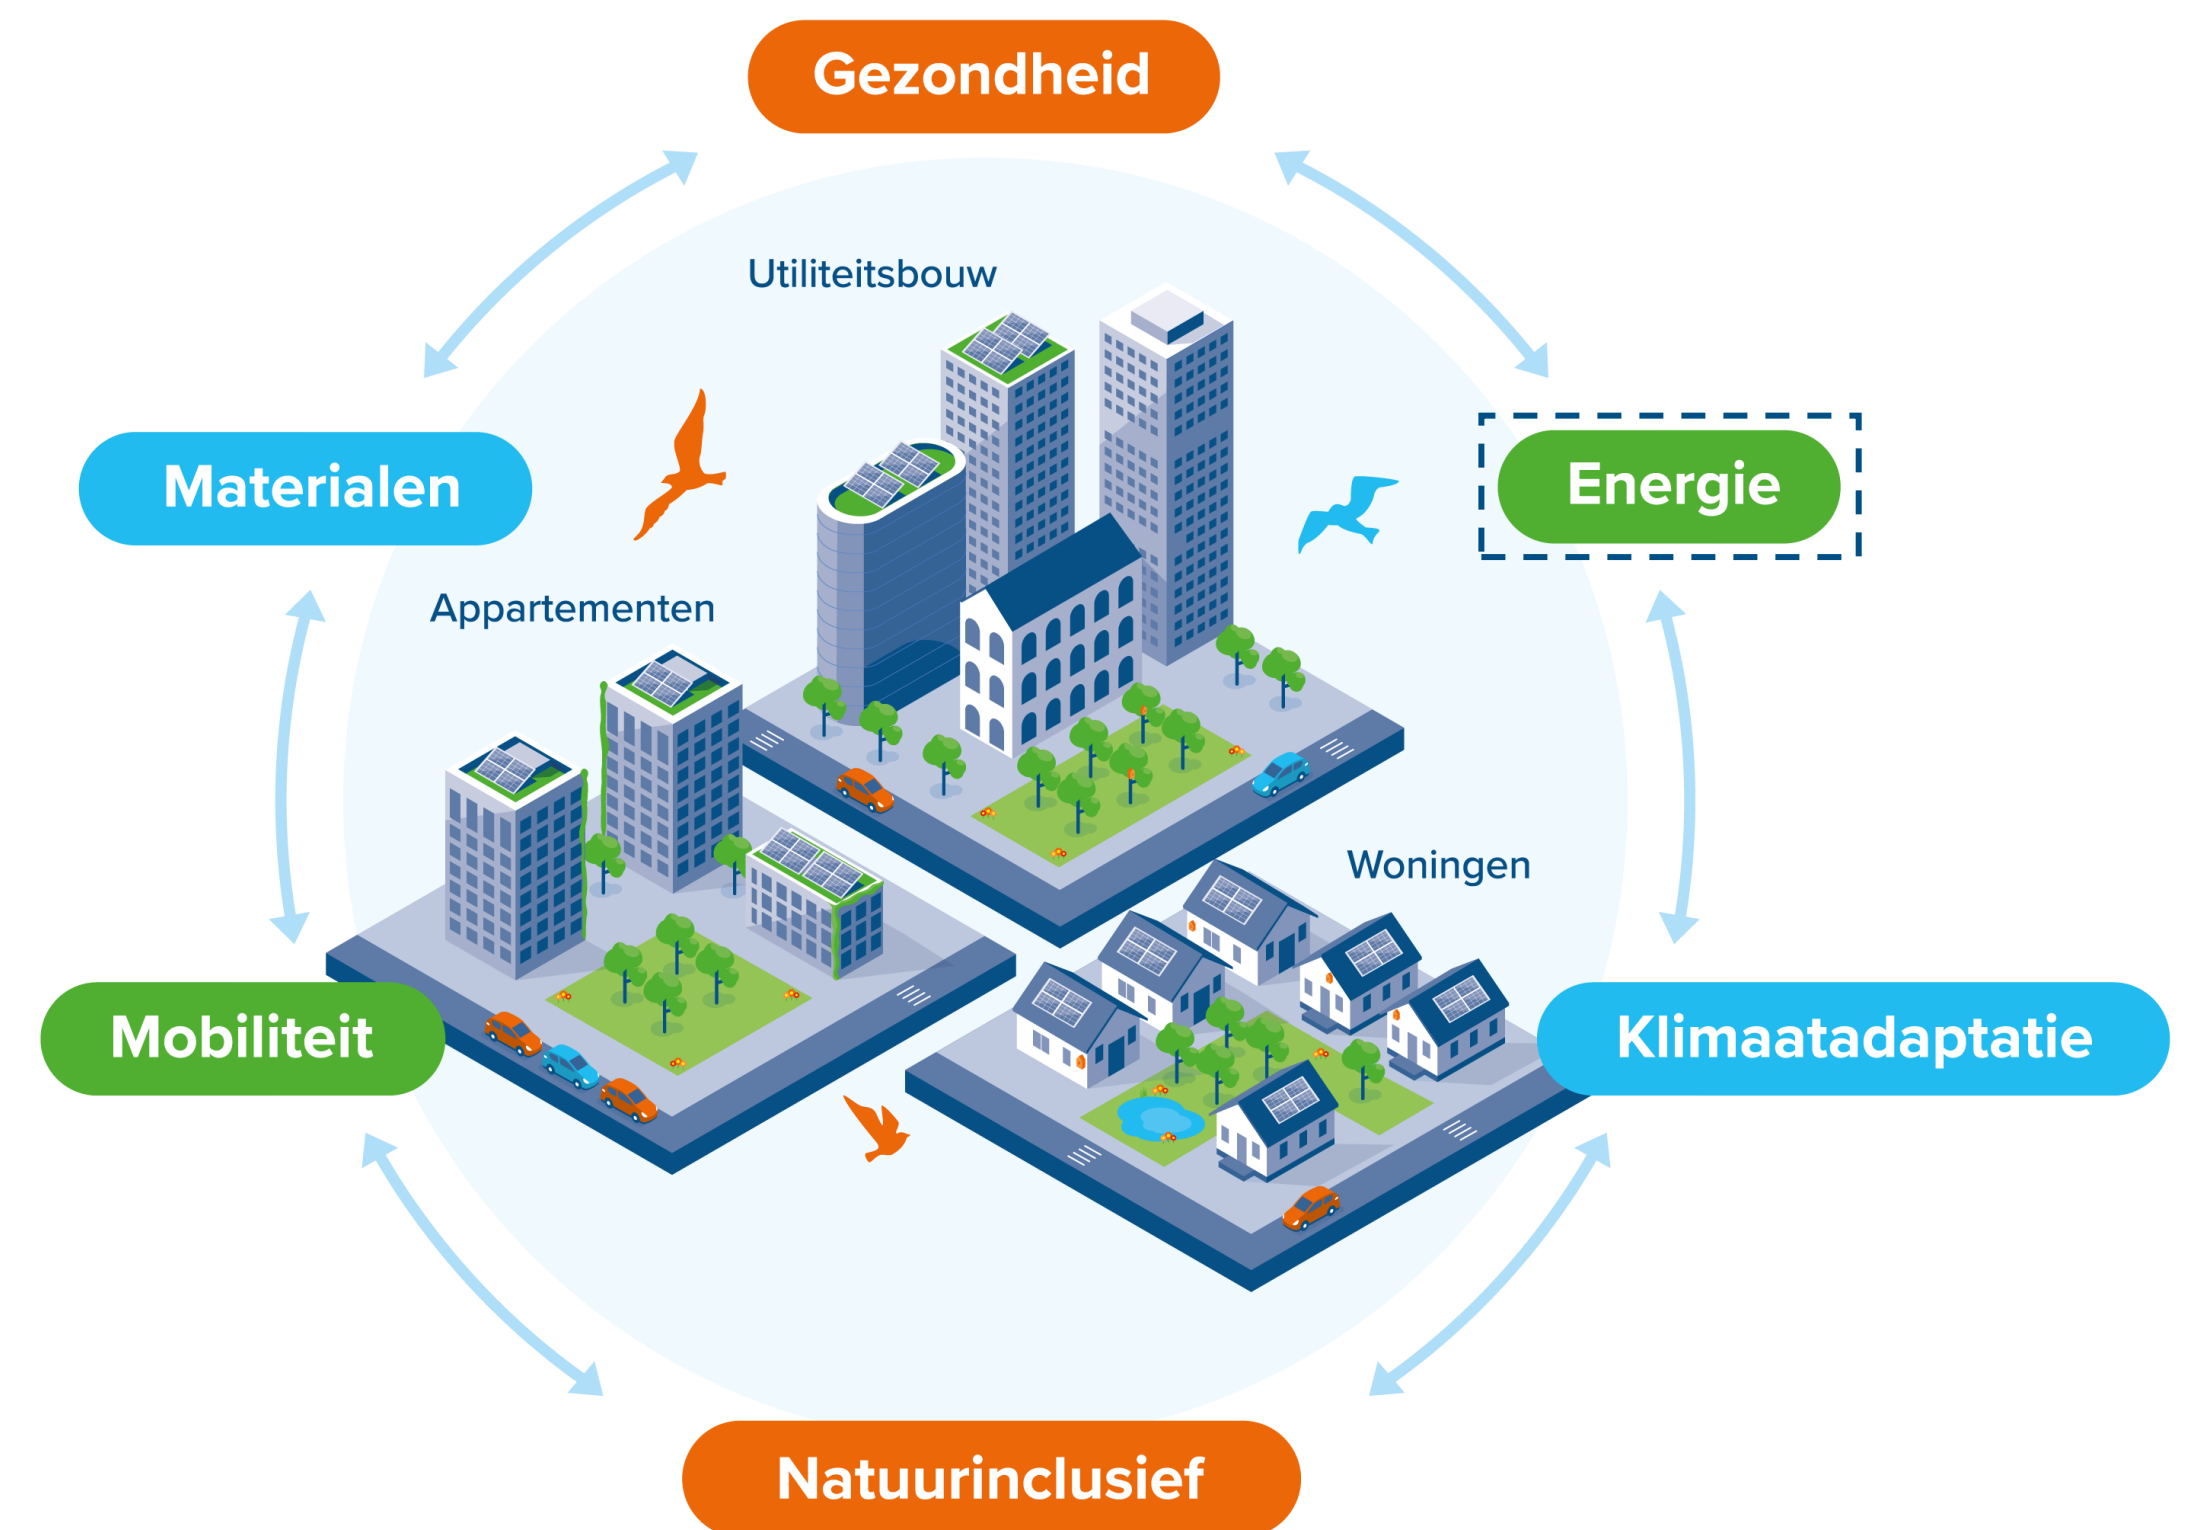 Gezondheid
Utiliteitsbouw
Materialen
Energie
Appartementen
Woningen
Mobiliteit
Klimaatadaptatie
Natuurinclusief